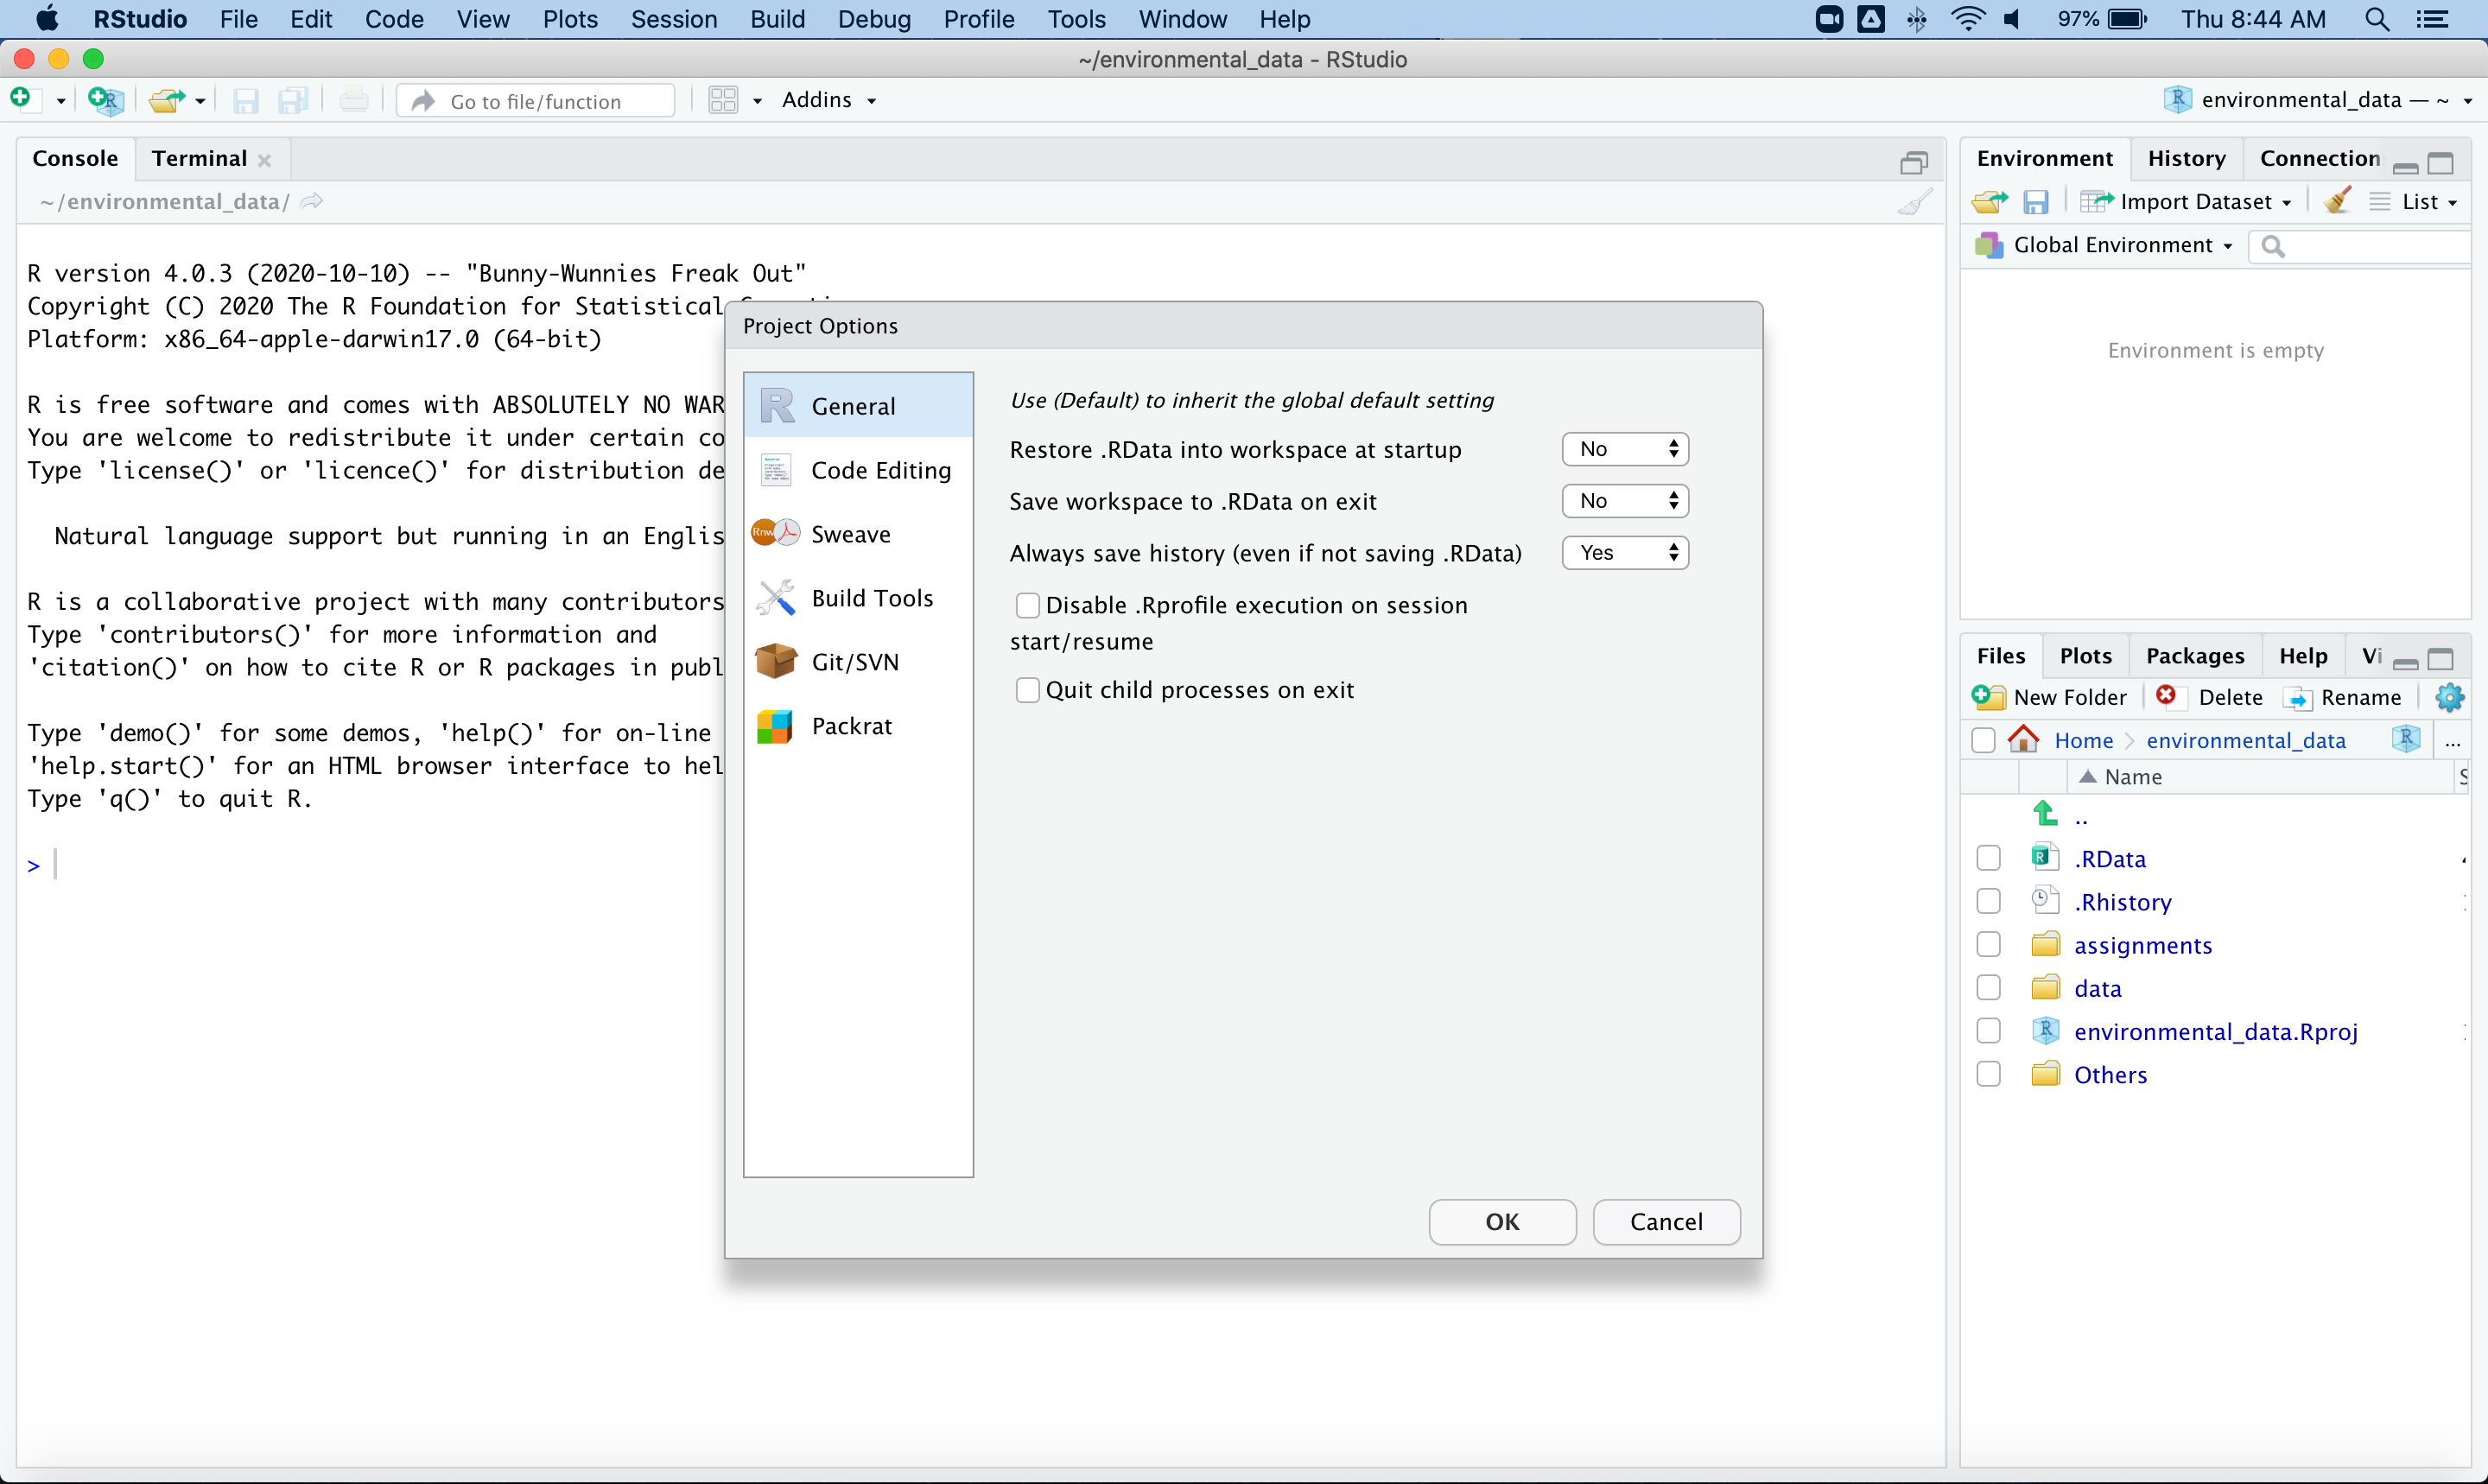 RStudio File Edit Code View Plots Session Build Debug Profile Tools Window Help 97% Thu 8:44 AM
~/environmental_data - RStudio
Go to file/function Addins environmental_data — ~
Console Terminal
~/environmental_data/
R version 4.0.3 (2020-10-10) -- "Bunny-Wunnies Freak Out"
Copyright (C) 2020 The R Foundation for Statistical
Platform: x86_64-apple-darwin17.0 (64-bit)
R is free software and comes with ABSOLUTELY NO WAR
You are welcome to redistribute it under certain co
Type 'license()' or 'licence()' for distribution de
Natural language support but running in an Englis
R is a collaborative project with many contributors
Type 'contributors()' for more information and
'citation()' on how to cite R or R packages in publ
Type 'demo()' for some demos, 'help()' for on-line
'help.start()' for an HTML browser interface to hel
Type 'q()' to quit R.
>
Project Options
General
Code Editing
Rnw Sweave
Build Tools
Git/SVN
Packrat
Use (Default) to inherit the global default setting
Restore .RData into workspace at startup No
Save workspace to .RData on exit No
Always save history (even if not saving .RData) Yes
Disable .Rprofile execution on session
start/resume
Quit child processes on exit
OK Cancel
Environment History Connection
Import Dataset List
Global Environment
Environment is empty
Files Plots Packages Help Vi
New Folder Delete Rename
Home environmental_data ...
Name
..
.RData
.Rhistory
assignments
data
environmental_data.Rproj
Others